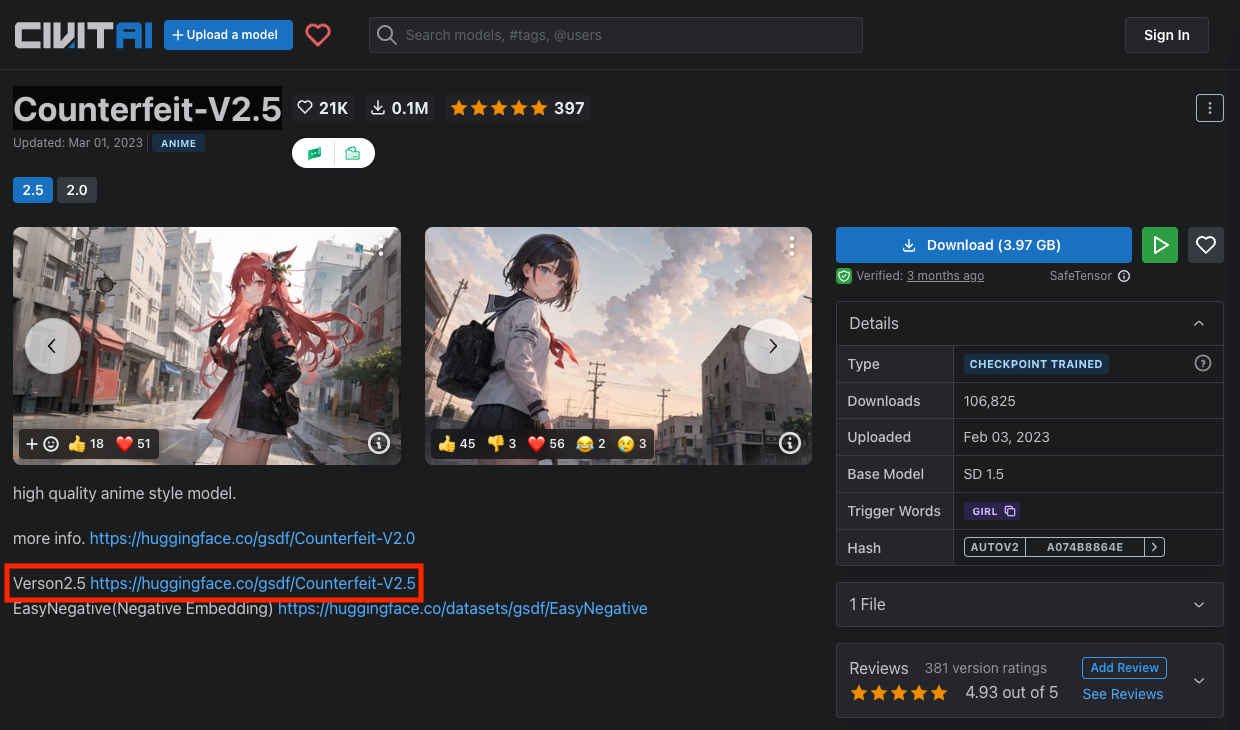 CIVITAI
+ Upload a model
Search models, #tags, @users
Sign In
Counterfeit-V2.5
21K
0.1M
397
Updated: Mar 01, 2023
ANIME
2.5
2.0
18
51
45
3
56
2
3
Download (3.97 GB)
Verified: 3 months ago
SafeTensor
Details
Type
CHECKPOINT TRAINED
Downloads
106,825
Uploaded
Feb 03, 2023
Base Model
SD 1.5
Trigger Words
GIRL
Hash
AUTOV2
A074B8864E
high quality anime style model.
more info. https://huggingface.co/gsdf/Counterfeit-V2.0
Verson2.5 https://huggingface.co/gsdf/Counterfeit-V2.5
EasyNegative(Negative Embedding) https://huggingface.co/datasets/gsdf/EasyNegative
1 File
Reviews
381 version ratings
Add Review
4.93 out of 5
See Reviews